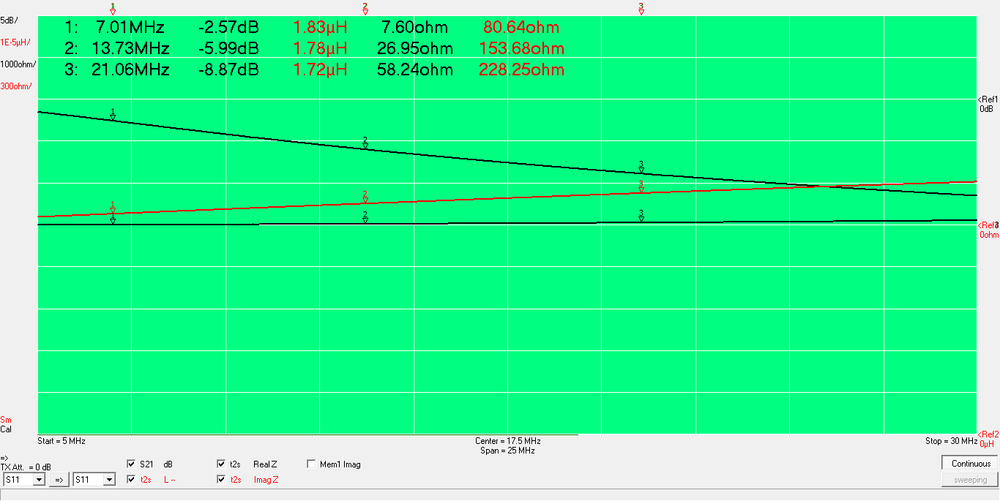 1 2 3
5dB/
1: 7.01MHz -2.57dB 1.83µH 7.60ohm 80.64ohm
1E-5µH/
2: 13.73MHz -5.99dB 1.78µH 26.95ohm 153.68ohm
1000ohm/
3: 21.06MHz -8.87dB 1.72µH 58.24ohm 228.25ohm
300ohm/
<Ref1
0dB
1
2
3
3
2
1
<Ref
0ohm
1 2 3
Sm
Cal
<Ref2
0µH
Start = 5 MHz Center = 17.5 MHz Stop = 30 MHz
Span = 25 MHz
=>
TX Att. = 0 dB
S21 dB t2s Real Z Mem1 Imag
Continuous
S11 => S11 t2s L -- t2s Imag Z
sweeping